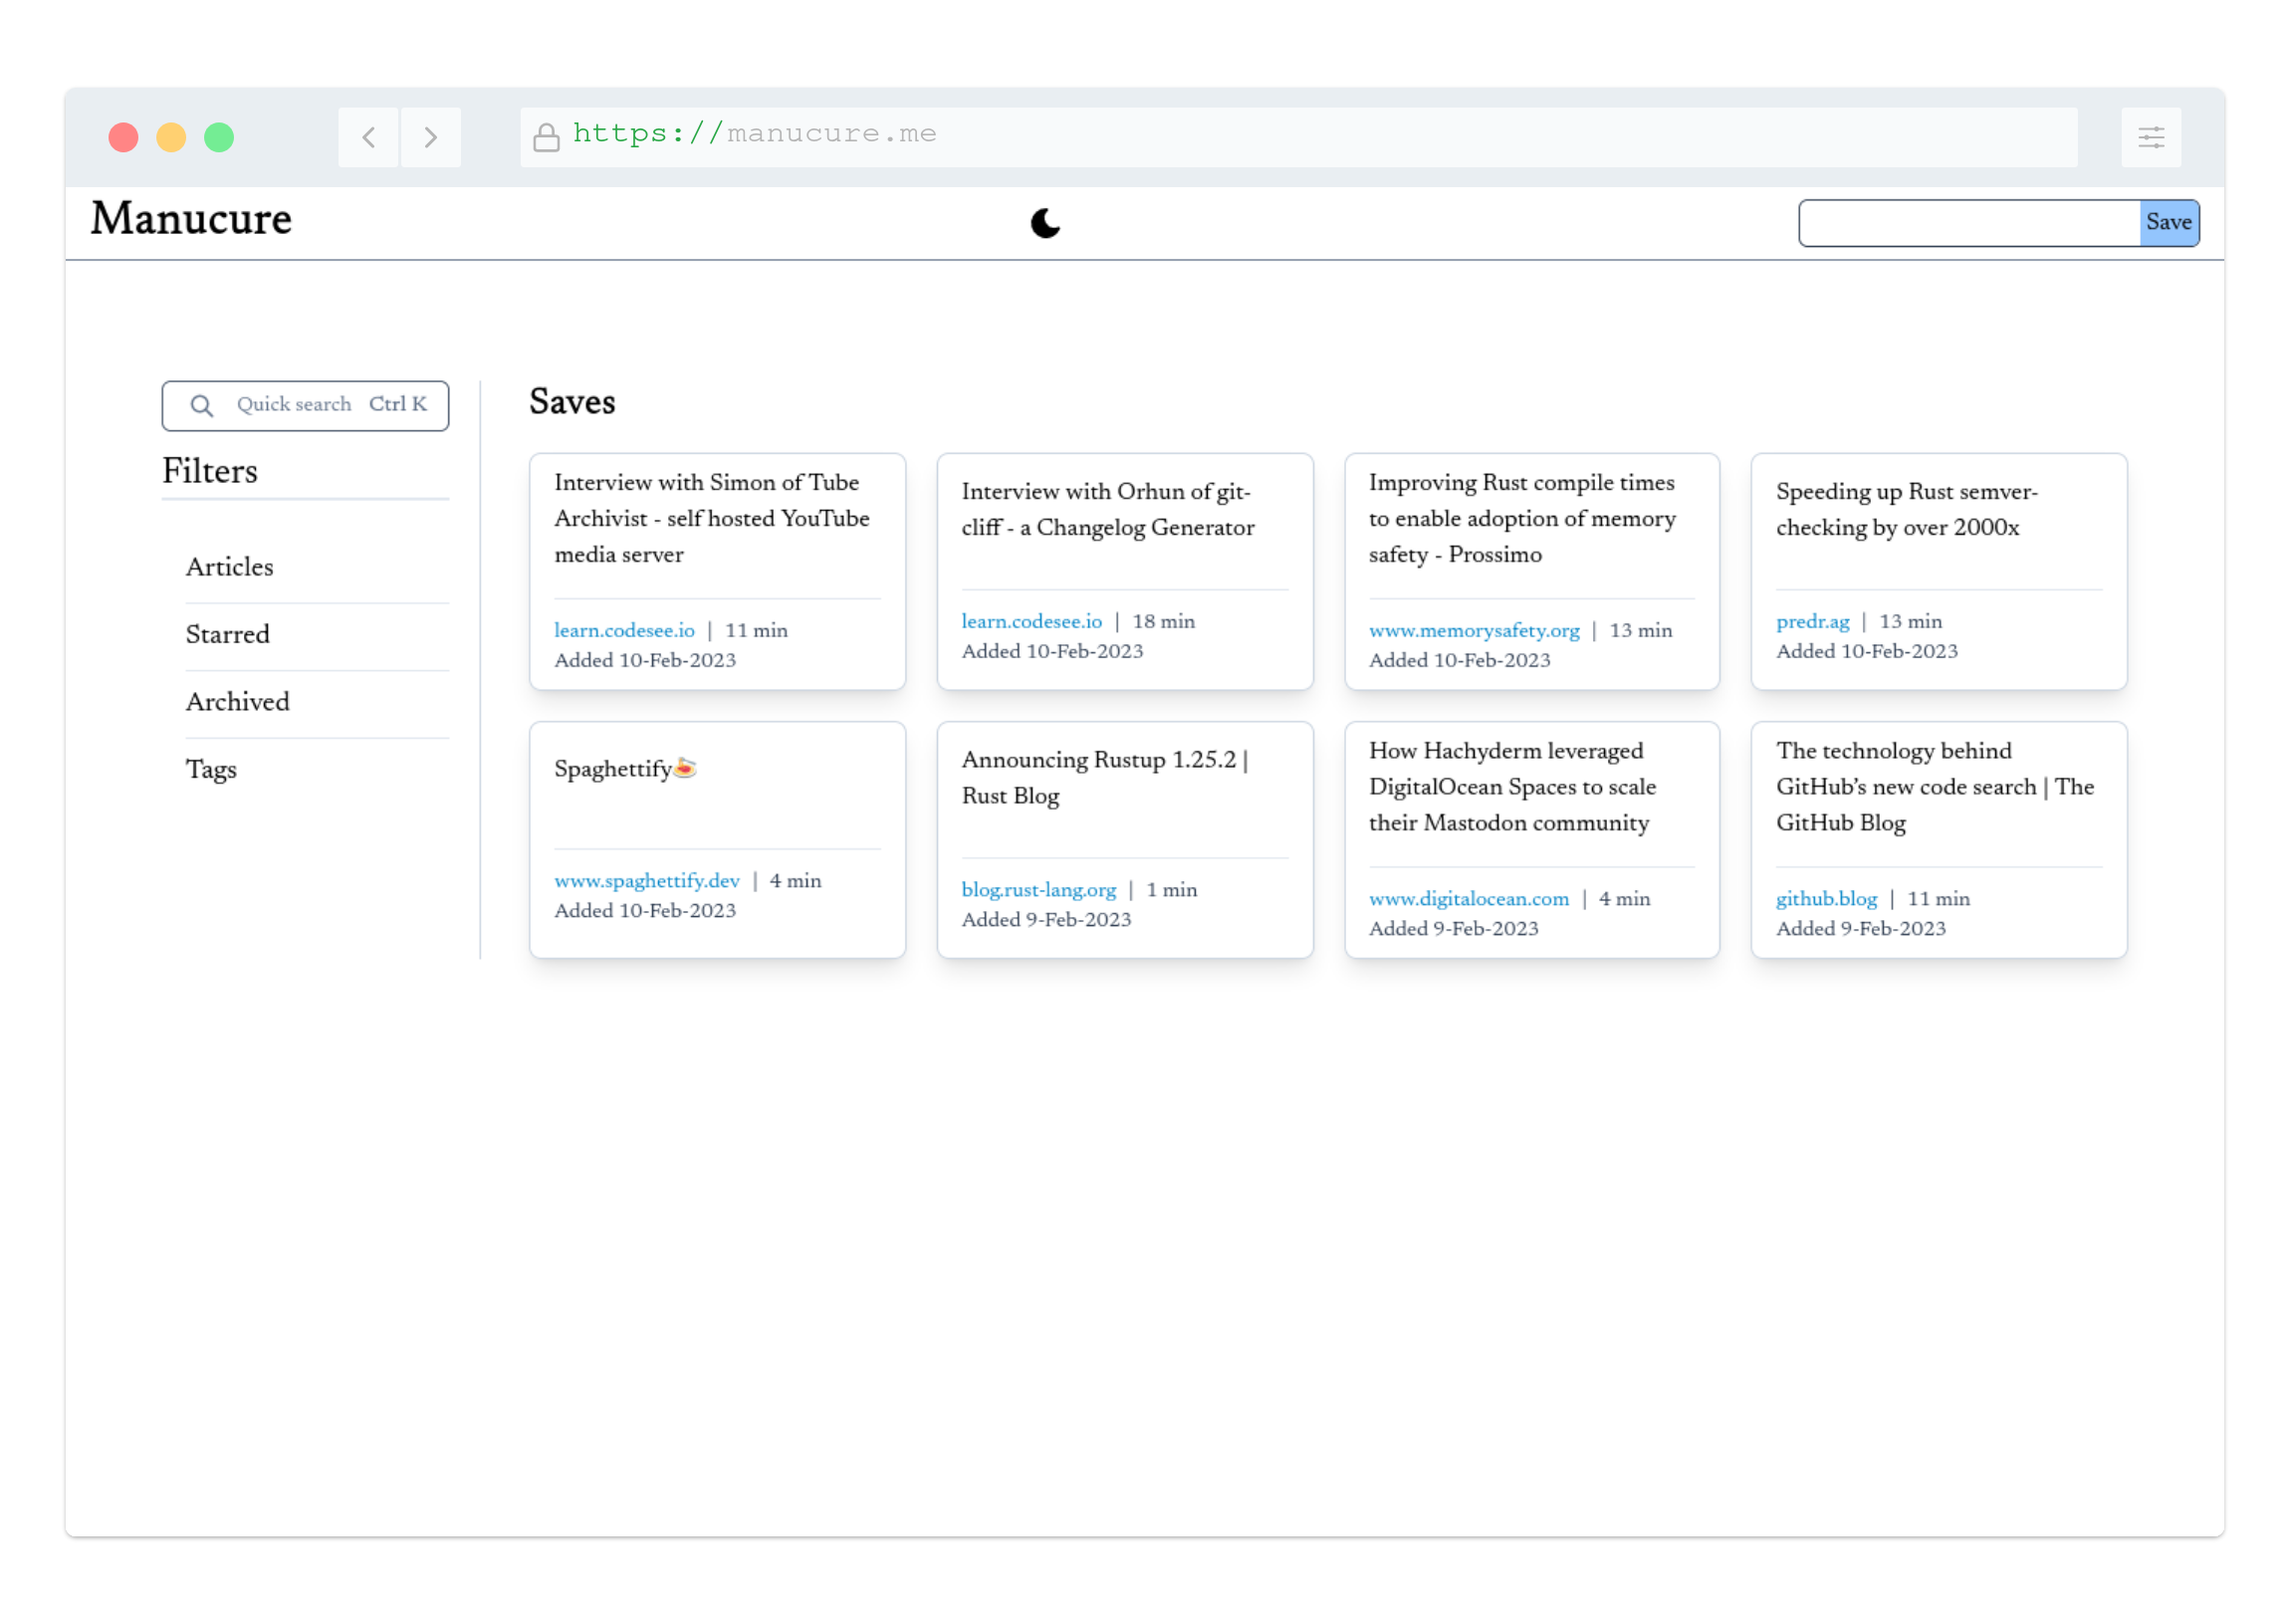 https://manucure.me
Manucure
Save
Quick search Ctrl K
Filters
Articles
Starred
Archived
Tags
Saves
Interview with Simon of Tube
Archivist - self hosted YouTube
media server
learn.codesee.io | 11 min
Added 10-Feb-2023
Interview with Orhun of git-
cliff - a Changelog Generator
learn.codesee.io | 18 min
Added 10-Feb-2023
Improving Rust compile times
to enable adoption of memory
safety - Prossimo
www.memorysafety.org | 13 min
Added 10-Feb-2023
Speeding up Rust semver-
checking by over 2000x
predr.ag | 13 min
Added 10-Feb-2023
Spaghettify🍝
www.spaghettify.dev | 4 min
Added 10-Feb-2023
Announcing Rustup 1.25.2 |
Rust Blog
blog.rust-lang.org | 1 min
Added 9-Feb-2023
How Hachyderm leveraged
DigitalOcean Spaces to scale
their Mastodon community
www.digitalocean.com | 4 min
Added 9-Feb-2023
The technology behind
GitHub’s new code search | The
GitHub Blog
github.blog | 11 min
Added 9-Feb-2023